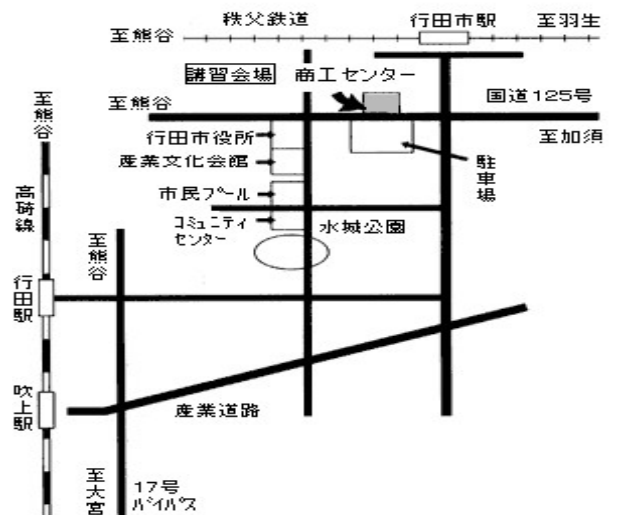 秩父鉄道
行田市駅
至羽生
至熊谷
講習会場
商工センター
国道125号
至熊谷
至加須
至熊谷
行田市役所
産業文化会館
駐車場
市民プール
高碕線
コミュニティ
センター
水城公園
至熊谷
行田駅
吹上駅
産業道路
至大宮
17号
バイパス